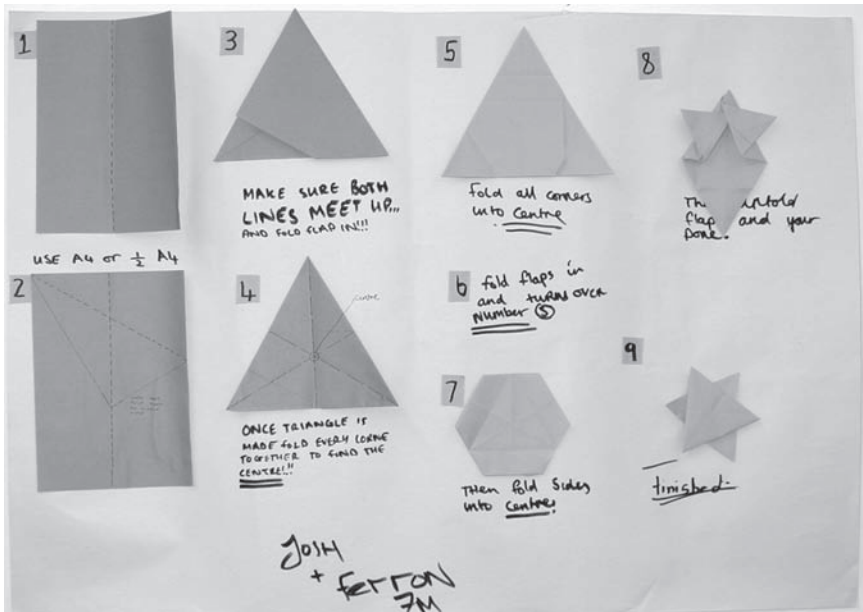 1
USE A4 OR ½ A4
2
3
MAKE SURE BOTH
LINES MEET UP...
AND FOLD FLAP IN!!!
4
centre
ONCE TRIANGLE IS
MADE FOLD EVERY CORNE
TOGETHER TO FIND THE
CENTRE!!!
5
fold all corners
into centre
6
fold flaps in
and TURN OVER
Number ⑤
7
Then fold sides
into centre!
8
flap and your
Done.
9
finished
JOSH
+ FERRON
7M